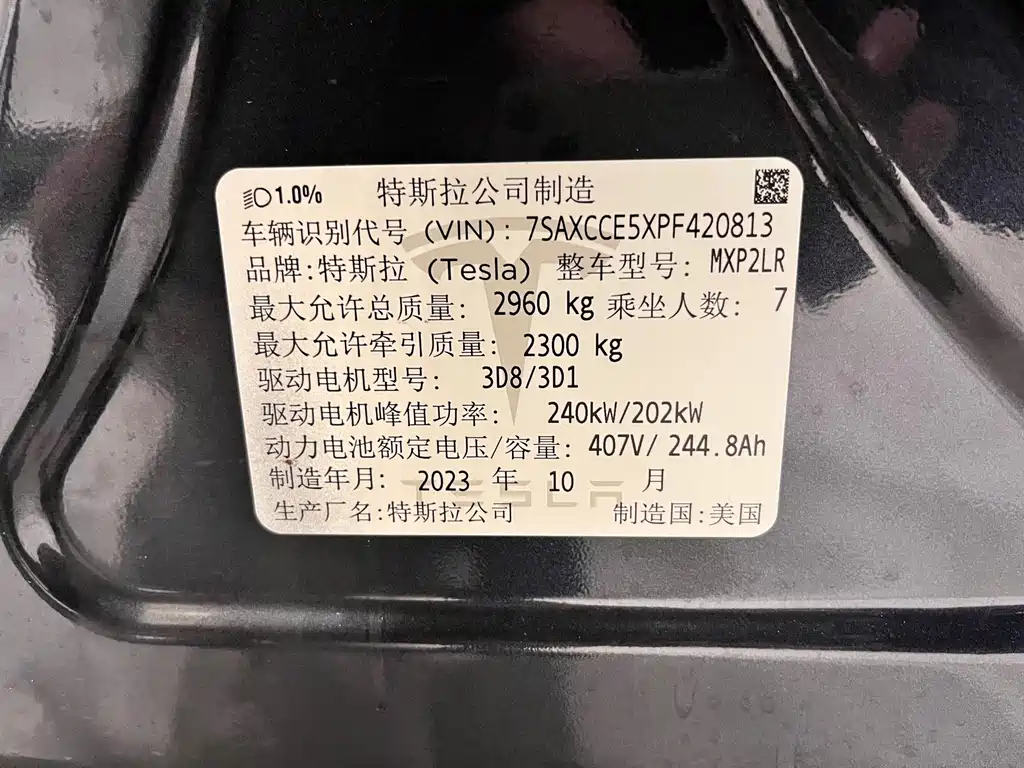 1.0% 特斯拉公司制造
车辆识别代号 (VIN): 7SAXCCE5XPF420813
品牌:特斯拉 (Tesla) 整车型号: MXP2LR
最大允许总质量: 2960 kg 乘坐人数: 7
最大允许牵引质量: 2300 kg
驱动电机型号: 3D8/3D1
驱动电机峰值功率: 240kW/202kW
动力电池额定电压/容量: 407V/ 244.8Ah
制造年月: 2023 年 10 月
TESLA
生产厂名:特斯拉公司 制造国:美国